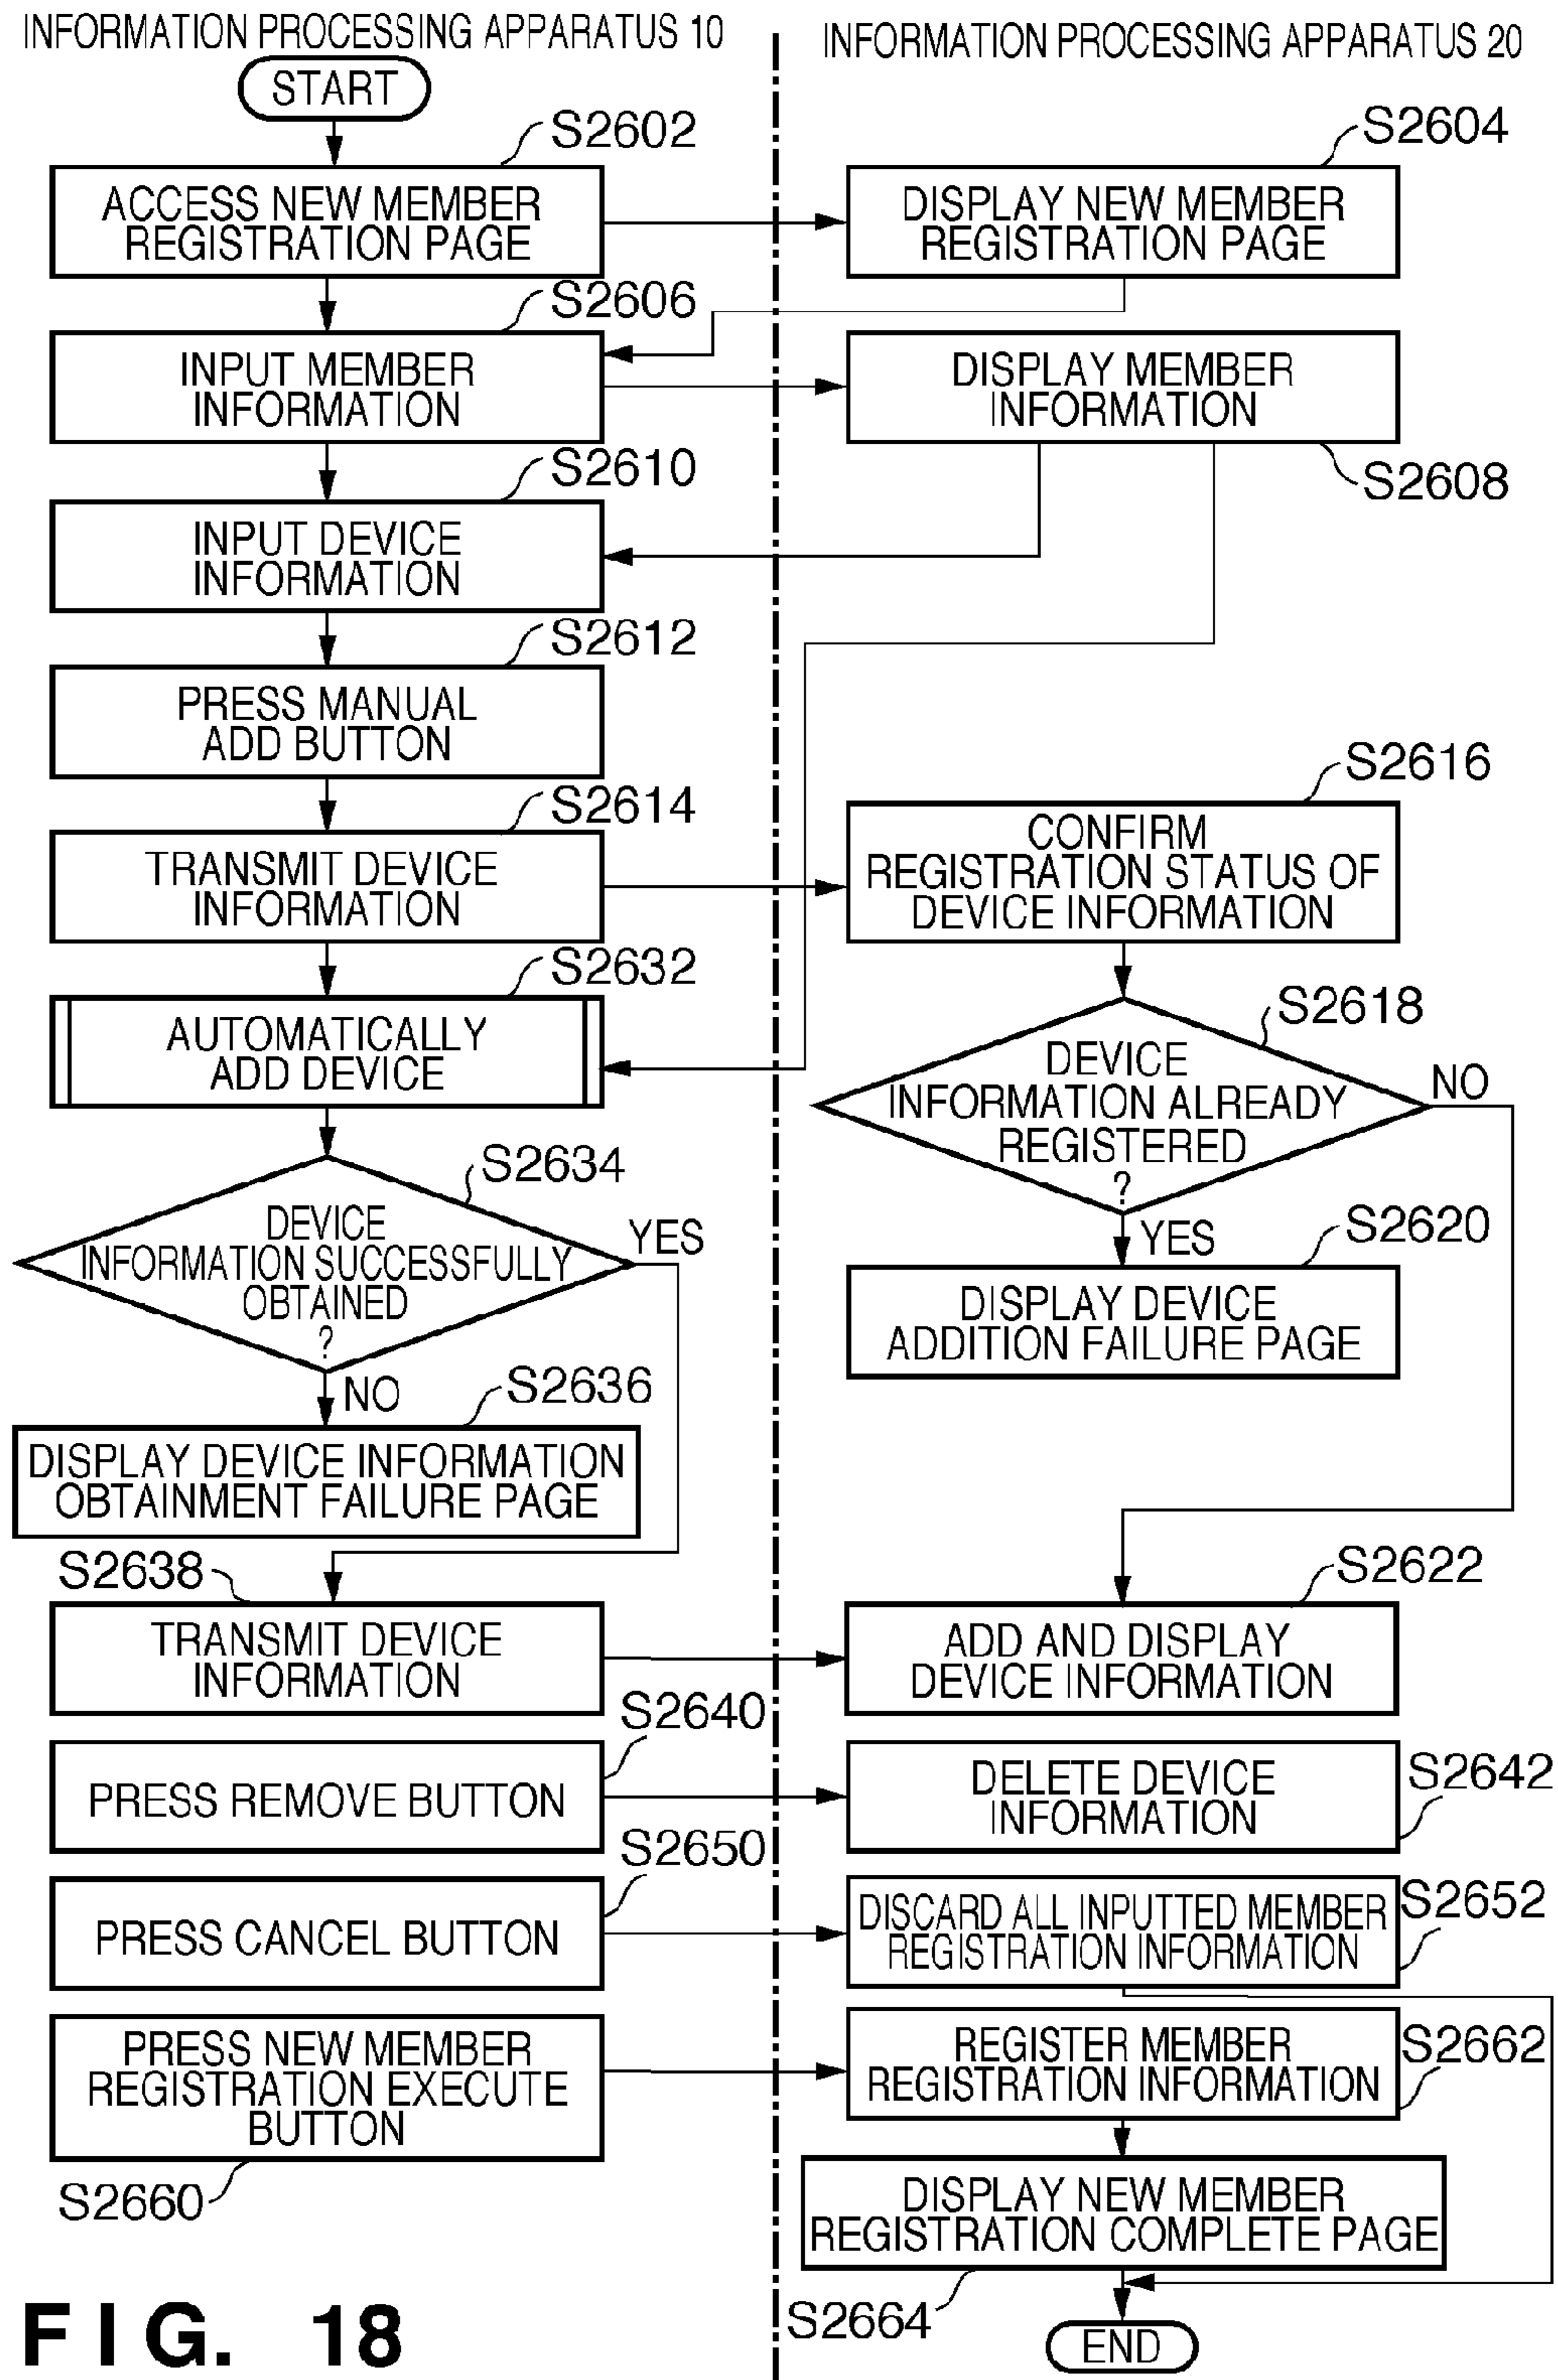 INFORMATION PROCESSING APPARATUS 10
INFORMATION PROCESSING APPARATUS 20
START
S2602
ACCESS NEW MEMBER
REGISTRATION PAGE
S2604
DISPLAY NEW MEMBER
REGISTRATION PAGE
S2606
INPUT MEMBER
INFORMATION
DISPLAY MEMBER
INFORMATION
S2608
S2610
INPUT DEVICE
INFORMATION
S2612
PRESS MANUAL
ADD BUTTON
S2614
TRANSMIT DEVICE
INFORMATION
S2616
CONFIRM
REGISTRATION STATUS OF
DEVICE INFORMATION
S2632
AUTOMATICALLY
ADD DEVICE
S2618
DEVICE
INFORMATION ALREADY
REGISTERED
?
NO
YES
S2620
DISPLAY DEVICE
ADDITION FAILURE PAGE
S2634
DEVICE
INFORMATION SUCCESSFULLY
OBTAINED
?
YES
NO
S2636
DISPLAY DEVICE INFORMATION
OBTAINMENT FAILURE PAGE
S2638
TRANSMIT DEVICE
INFORMATION
S2622
ADD AND DISPLAY
DEVICE INFORMATION
S2640
PRESS REMOVE BUTTON
DELETE DEVICE
INFORMATION
S2642
S2650
PRESS CANCEL BUTTON
DISCARD ALL INPUTTED MEMBER
REGISTRATION INFORMATION
S2652
PRESS NEW MEMBER
REGISTRATION EXECUTE
BUTTON
S2660
REGISTER MEMBER
REGISTRATION INFORMATION
S2662
DISPLAY NEW MEMBER
REGISTRATION COMPLETE PAGE
S2664
END
FIG. 18